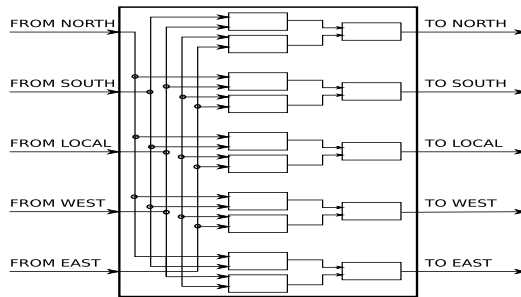 FROM NORTH
TO NORTH
FROM SOUTH
TO SOUTH
FROM LOCAL
TO LOCAL
FROM WEST
TO WEST
FROM EAST
TO EAST